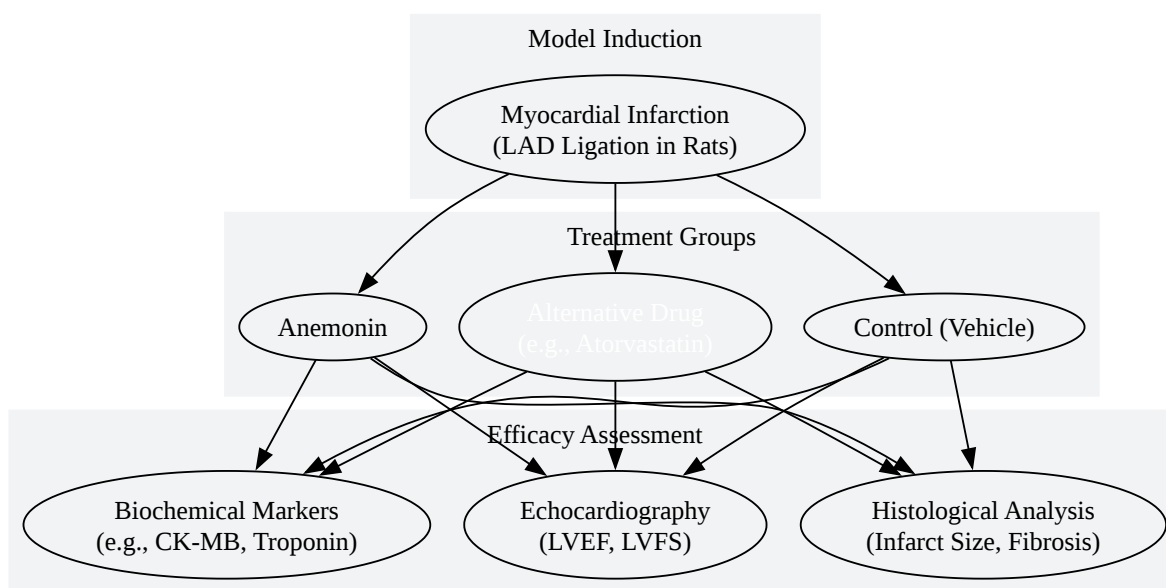 Model Induction
Myocardial Infarction
(LAD Ligation in Rats)
Treatment Groups
Anemonin
Alternative Drug
(e.g., Atorvastatin)
Control (Vehicle)
Efficacy Assessment
Biochemical Markers
(e.g., CK-MB, Troponin)
Echocardiography
(LVEF, LVFS)
Histological Analysis
(Infarct Size, Fibrosis)